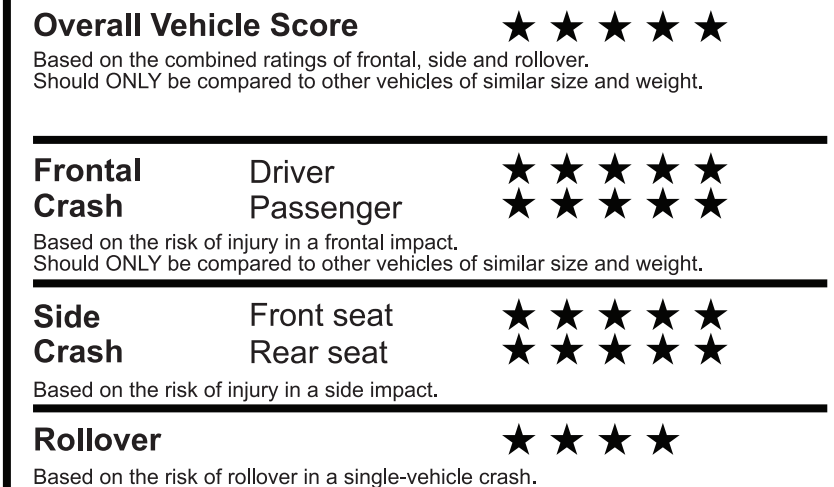 Overall Vehicle Score ★ ★ ★ ★ ★
Based on the combined ratings of frontal, side and rollover.
Should ONLY be compared to other vehicles of similar size and weight.
Frontal Driver ★ ★ ★ ★ ★
Crash Passenger ★ ★ ★ ★ ★
Based on the risk of injury in a frontal impact.
Should ONLY be compared to other vehicles of similar size and weight.
Side Front seat ★ ★ ★ ★ ★
Crash Rear seat ★ ★ ★ ★ ★
Based on the risk of injury in a side impact.
Rollover ★ ★ ★ ★
Based on the risk of rollover in a single-vehicle crash.